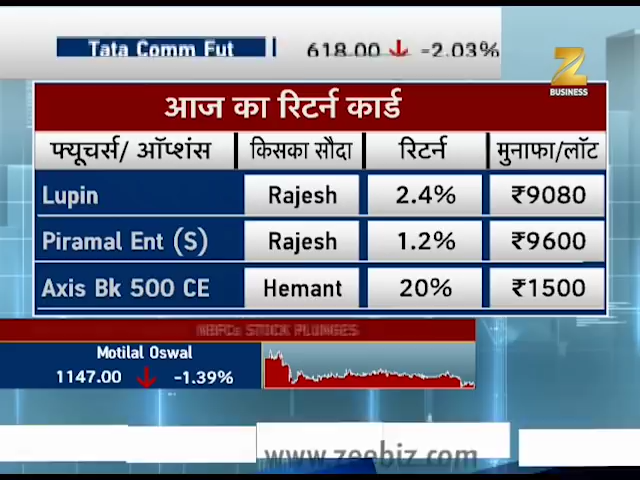 Tata Comm Fut 618.00 -2.03%
Z
BUSINESS
आज का रिटर्न कार्ड
फ्यूचर्स/ ऑप्शंस किसका सौदा रिटर्न मुनाफा/लॉट
Lupin Rajesh 2.4% ₹9080
Piramal Ent (S) Rajesh 1.2% ₹9600
Axis Bk 500 CE Hemant 20% ₹1500
NBFCs STOCK PLUNGES
Motilal Oswal
1147.00 -1.39%
www.zeebiz.com